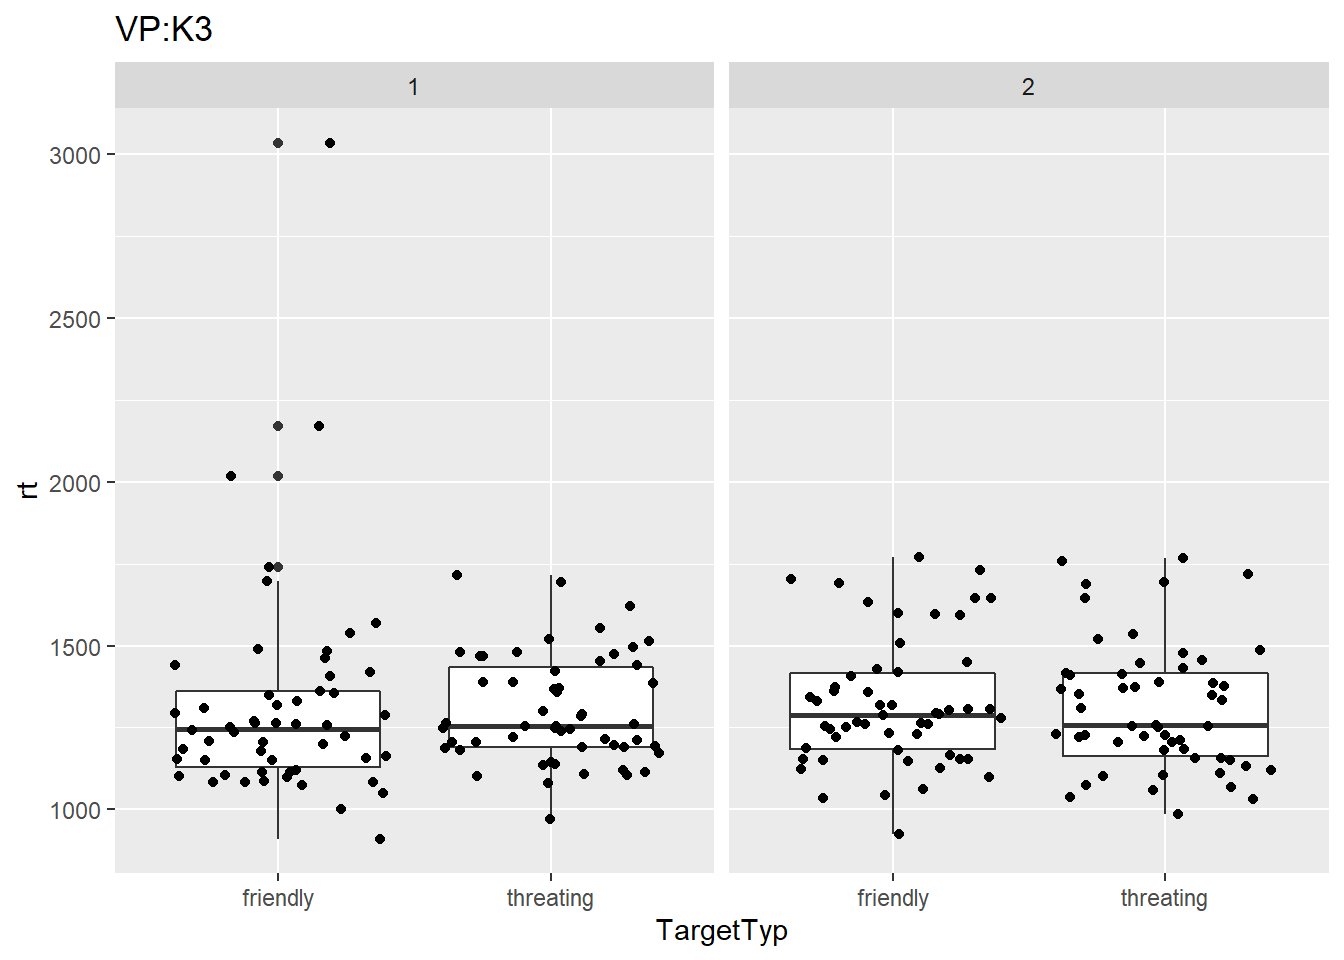 VP:K3
1
2
3000
2500
2000
1500
1000
rt
friendly
threating
friendly
threating
TargetTyp